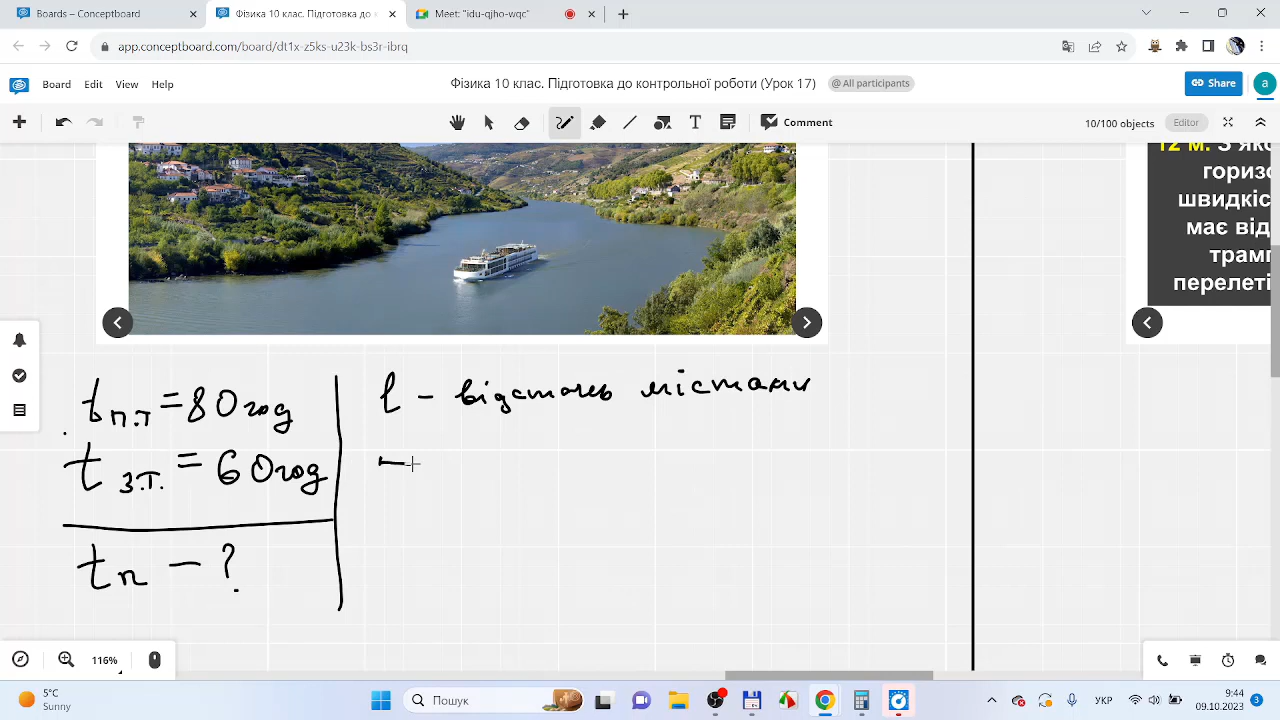 Boards – Conceptboard
Фізика 10 клас. Підготовка до к
Meet: "idu-qjho-wqc"
app.conceptboard.com/board/dt1x-z5ks-u23k-bs3r-ibrq
Board Edit View Help
Фізика 10 клас. Підготовка до контрольної роботи (Урок 17)
@ All participants
Share
a
T
Comment
10/100 objects
Editor
12 м. З яко
горизо
швидкіс
має від
трамп
перелеті
tп.т = 80 год
l – відстань містами
tз.т. = 60 год
tп – ?
116%
5°C
Sunny
Пошук
УКР
9:44
09.10.2023
3